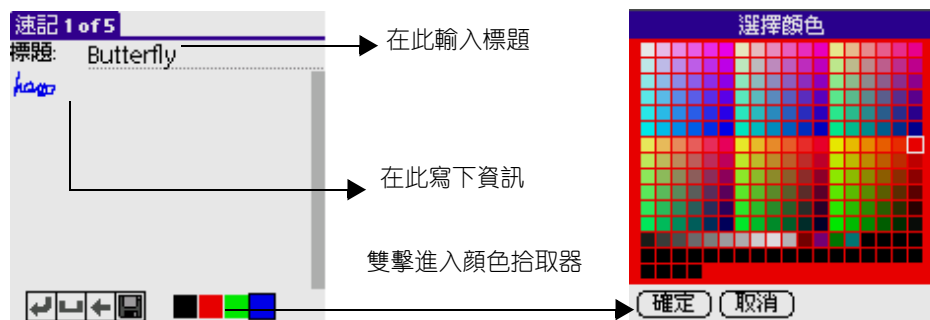 速記 1 of 5
標題: Butterfly
在此輸入標題
在此寫下資訊
雙擊進入顔色拾取器
選擇顏色
確定 取消